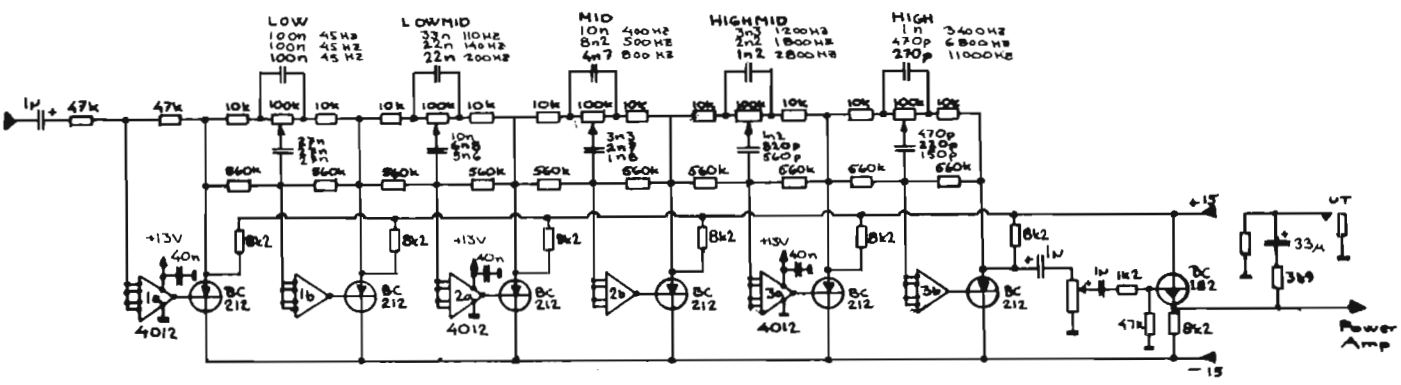 LOW
100n 45Hz
100n 45Hz
100n 45Hz
LOWMID
33n 110Hz
22n 140Hz
22n 200Hz
MID
10n 400Hz
8n2 500Hz
4n7 800Hz
HIGHMID
3n3 1200Hz
2n2 1800Hz
1n2 2800Hz
HIGH
1n 3400Hz
470p 6800Hz
270p 11000Hz
1µ + 47k 47k 10k 100k 10k 10k 100k 10k 10k 100k 10k 10k 100k 10k 10k 100k 10k
27n
27n
27n
10n
6n8
5n6
3n3
2n7
1n8
1n2
820p
560p
470p
220p
150p
560k 560k 560k 560k 560k 560k 560k 560k 560k 560k
+15
UT
+13V 8k2 8k2 +13V 8k2 8k2 +13V 8k2 8k2
40n 40n 40n
+ 1µ
+ 33µ
3k9
1a BC 212
1b BC 212
2a BC 212
2b BC 212
3a BC 212
3b BC 212
+ 1µ 1k2 BC 182
4012 4012 4012
47k 8k2
Power
Amp
-15